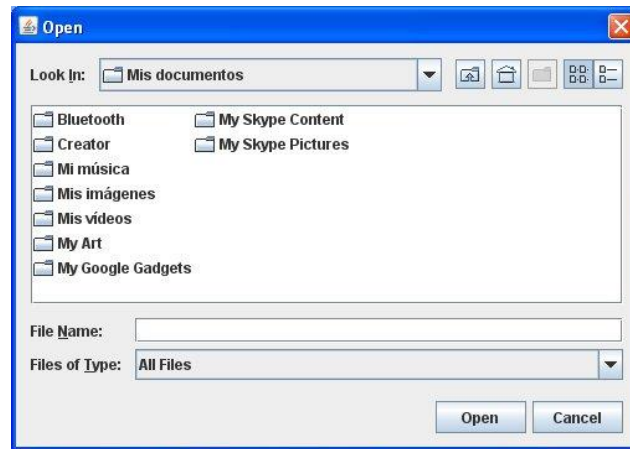 Open
Look In: Mis documentos
Bluetooth
Creator
Mi música
Mis imágenes
Mis vídeos
My Art
My Google Gadgets
My Skype Content
My Skype Pictures
File Name:
Files of Type: All Files
Open Cancel